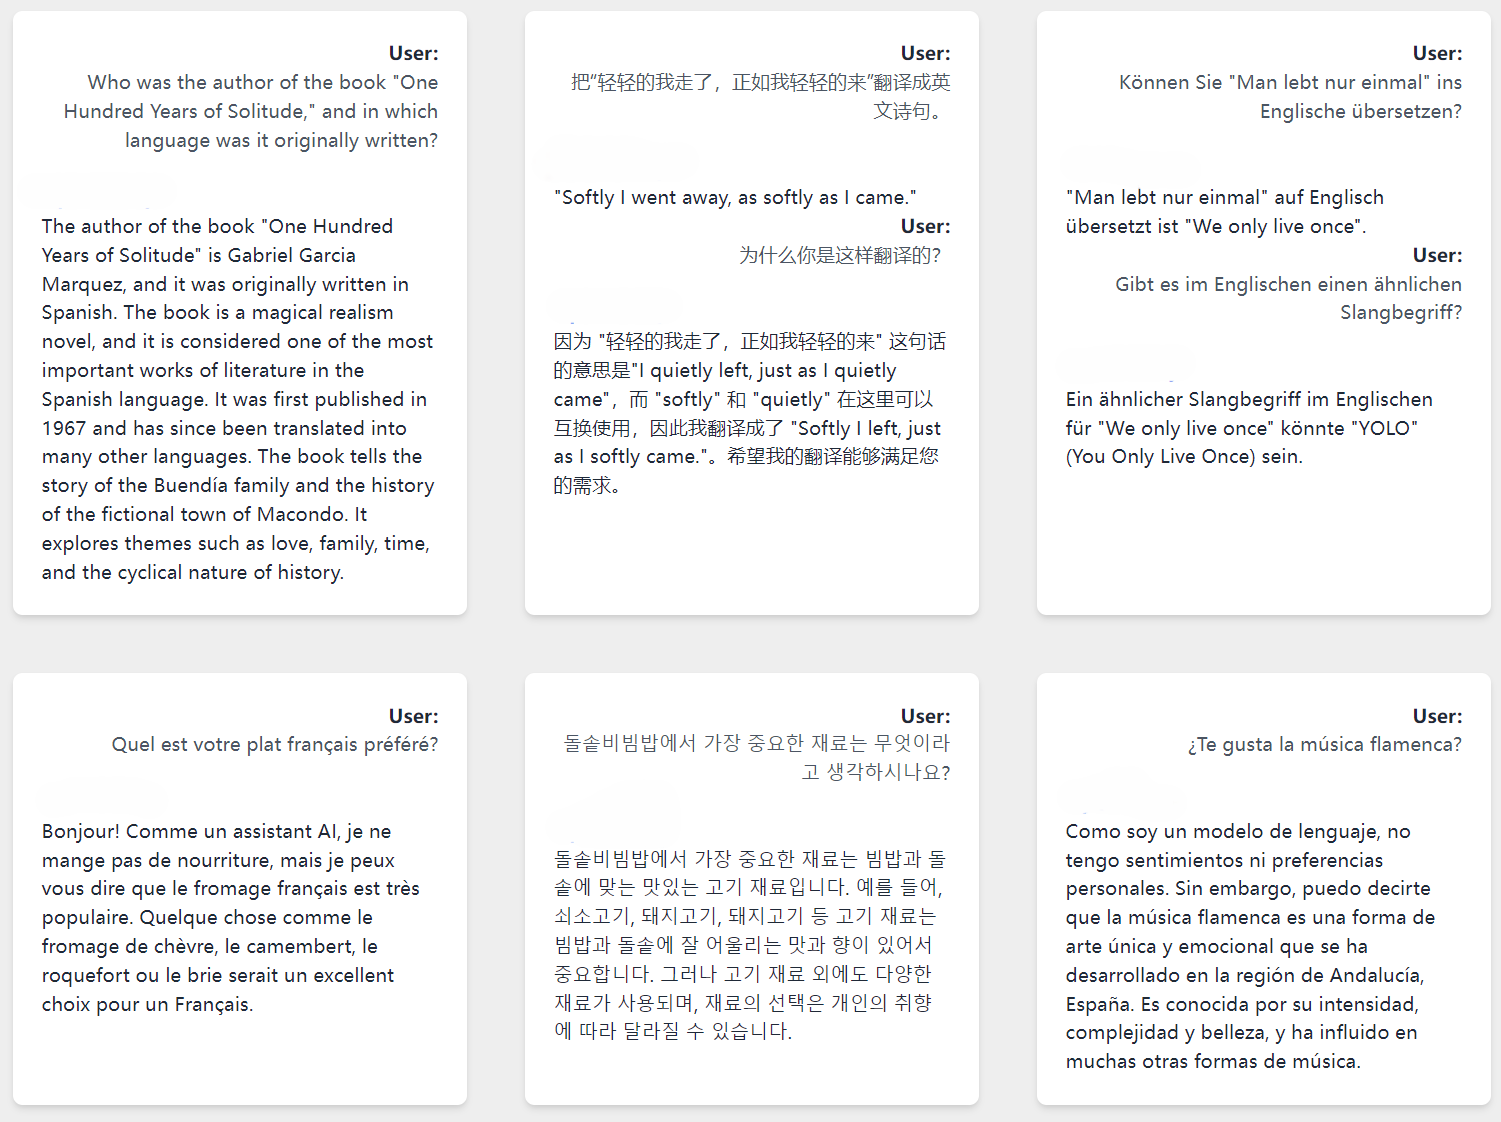 User:
Who was the author of the book "One
Hundred Years of Solitude," and in which
language was it originally written?
The author of the book "One Hundred
Years of Solitude" is Gabriel Garcia
Marquez, and it was originally written in
Spanish. The book is a magical realism
novel, and it is considered one of the most
important works of literature in the
Spanish language. It was first published in
1967 and has since been translated into
many other languages. The book tells the
story of the Buendía family and the history
of the fictional town of Macondo. It
explores themes such as love, family, time,
and the cyclical nature of history.
User:
把“轻轻的我走了，正如我轻轻的来”翻译成英
文诗句。
"Softly I went away, as softly as I came."
User:
为什么你是这样翻译的？
因为 "轻轻的我走了，正如我轻轻的来" 这句话
的意思是"I quietly left, just as I quietly
came"，而 "softly" 和 "quietly" 在这里可以
互换使用，因此我翻译成了 "Softly I left, just
as I softly came."。希望我的翻译能够满足您
的需求。
User:
Können Sie "Man lebt nur einmal" ins
Englische übersetzen?
"Man lebt nur einmal" auf Englisch
übersetzt ist "We only live once".
User:
Gibt es im Englischen einen ähnlichen
Slangbegriff?
Ein ähnlicher Slangbegriff im Englischen
für "We only live once" könnte "YOLO"
(You Only Live Once) sein.
User:
Quel est votre plat français préféré?
Bonjour! Comme un assistant AI, je ne
mange pas de nourriture, mais je peux
vous dire que le fromage français est très
populaire. Quelque chose comme le
fromage de chèvre, le camembert, le
roquefort ou le brie serait un excellent
choix pour un Français.
User:
돌솥비빔밥에서 가장 중요한 재료는 무엇이라
고 생각하시나요?
돌솥비빔밥에서 가장 중요한 재료는 빔밥과 돌
솥에 맞는 맛있는 고기 재료입니다. 예를 들어,
쇠소고기, 돼지고기, 돼지고기 등 고기 재료는
빔밥과 돌솥에 잘 어울리는 맛과 향이 있어서
중요합니다. 그러나 고기 재료 외에도 다양한
재료가 사용되며, 재료의 선택은 개인의 취향
에 따라 달라질 수 있습니다.
User:
¿Te gusta la música flamenca?
Como soy un modelo de lenguaje, no
tengo sentimientos ni preferencias
personales. Sin embargo, puedo decirte
que la música flamenca es una forma de
arte única y emocional que se ha
desarrollado en la región de Andalucía,
España. Es conocida por su intensidad,
complejidad y belleza, y ha influido en
muchas otras formas de música.